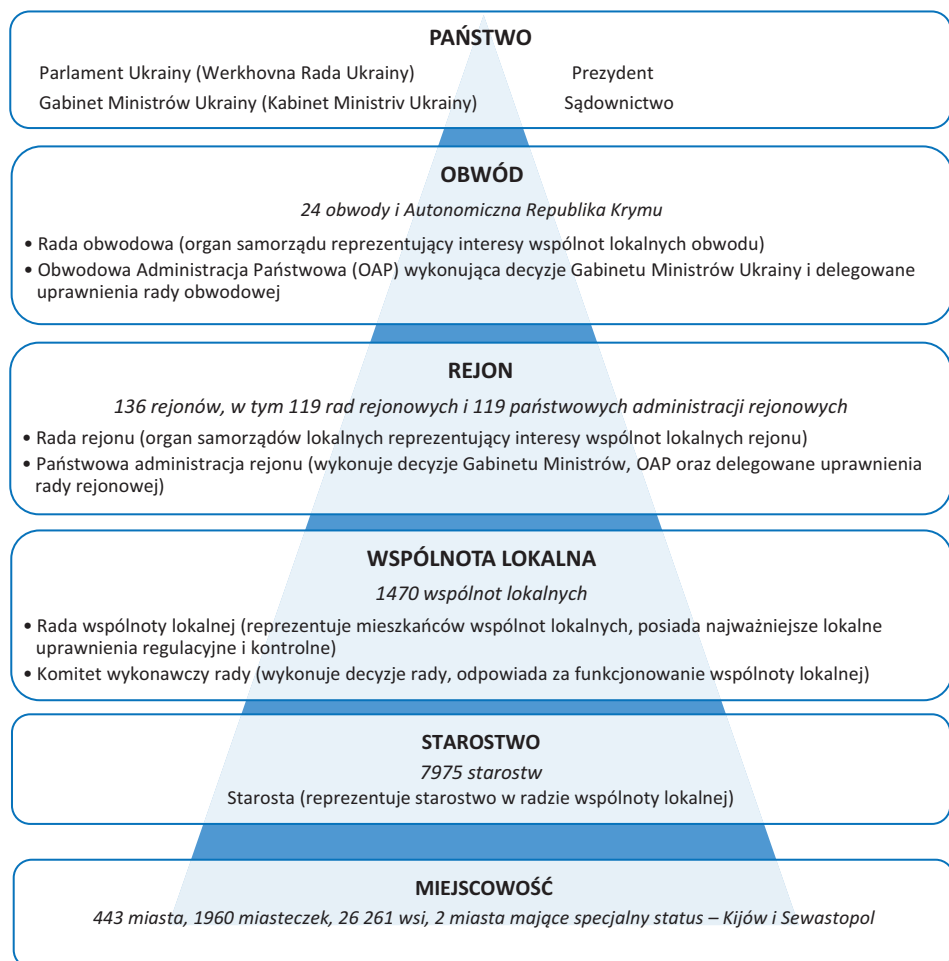 PAŃSTWO
Parlament Ukrainy (Werkhovna Rada Ukrainy) Prezydent
Gabinet Ministrów Ukrainy (Kabinet Ministriv Ukrainy) Sądownictwo
OBWÓD
24 obwody i Autonomiczna Republika Krymu
• Rada obwodowa (organ samorządu reprezentujący interesy wspólnot lokalnych obwodu)
• Obwodowa Administracja Państwowa (OAP) wykonująca decyzje Gabinetu Ministrów Ukrainy i delegowane
uprawnienia rady obwodowej
REJON
136 rejonów, w tym 119 rad rejonowych i 119 państwowych administracji rejonowych
• Rada rejonu (organ samorządów lokalnych reprezentujący interesy wspólnot lokalnych rejonu)
• Państwowa administracja rejonu (wykonuje decyzje Gabinetu Ministrów, OAP oraz delegowane uprawnienia
rady rejonowej)
WSPÓLNOTA LOKALNA
1470 wspólnot lokalnych
• Rada wspólnoty lokalnej (reprezentuje mieszkańców wspólnot lokalnych, posiada najważniejsze lokalne
uprawnienia regulacyjne i kontrolne)
• Komitet wykonawczy rady (wykonuje decyzje rady, odpowiada za funkcjonowanie wspólnoty lokalnej)
STAROSTWO
7975 starostw
Starosta (reprezentuje starostwo w radzie wspólnoty lokalnej)
MIEJSCOWOŚĆ
443 miasta, 1960 miasteczek, 26 261 wsi, 2 miasta mające specjalny status – Kijów i Sewastopol